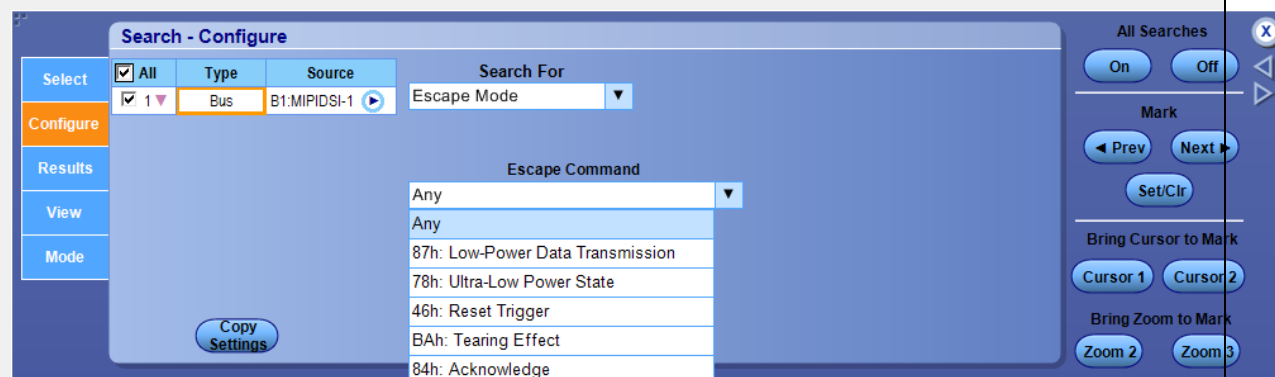 Search - Configure
Select
Configure
Results
View
Mode
All Type Source
1 Bus B1:MIPIDSI-1
Search For
Escape Mode
Escape Command
Any
Any
87h: Low-Power Data Transmission
78h: Ultra-Low Power State
46h: Reset Trigger
BAh: Tearing Effect
84h: Acknowledge
Copy
Settings
All Searches
X
On Off
Mark
Prev Next
Set/Clr
Bring Cursor to Mark
Cursor 1 Cursor 2
Bring Zoom to Mark
Zoom 2 Zoom 3